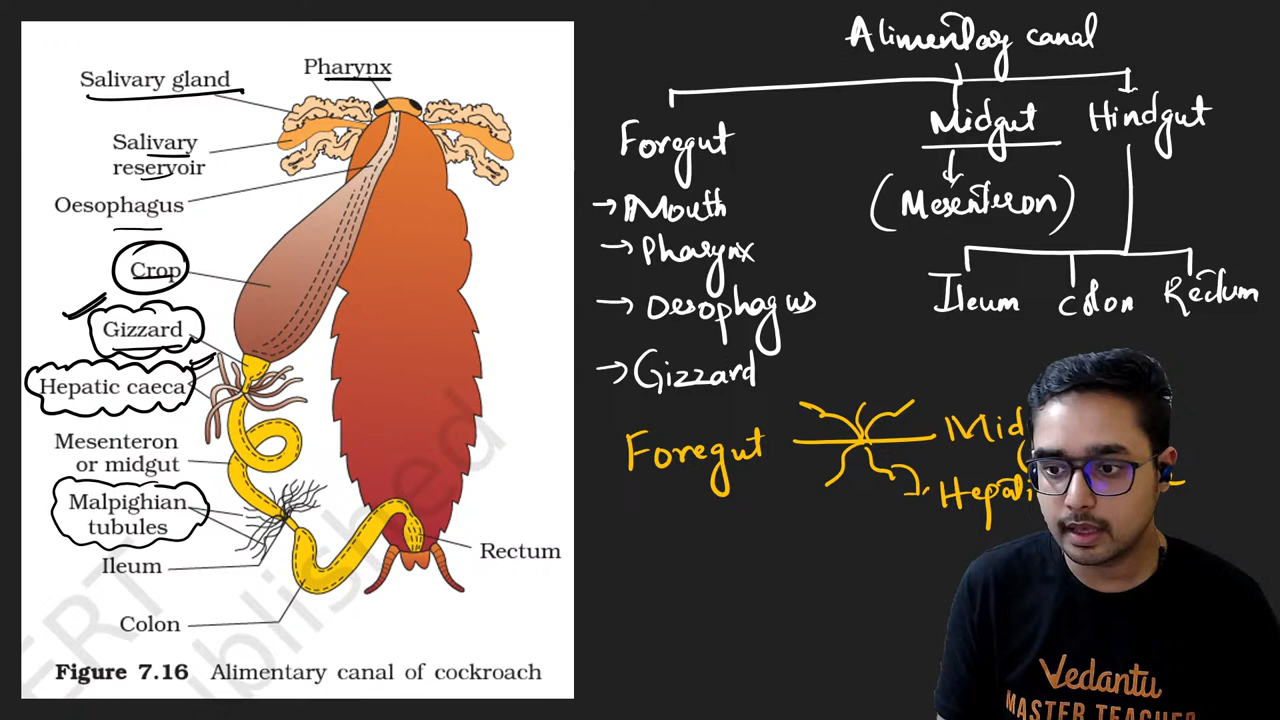 Pharynx
Salivary gland
Salivary
reservoir
Oesophagus
Crop
Gizzard
Hepatic caeca
Mesenteron
or midgut
Malpighian
tubules
Ileum
Colon
Rectum
Figure 7.16 Alimentary canal of cockroach
Alimentary canal
Foregut
Midgut
Hindgut
(Mesenteron)
→ Mouth
→ Pharynx
→ Oesophagus
→ Gizzard
Ileum
Colon
Rectum
Foregut
Mid
Hepati
Vedantu
MASTER TEACHER